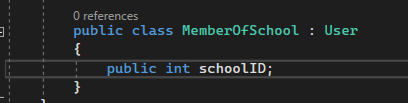 0 references
public class MemberOfSchool : User
{
public int schoolID;
}
}